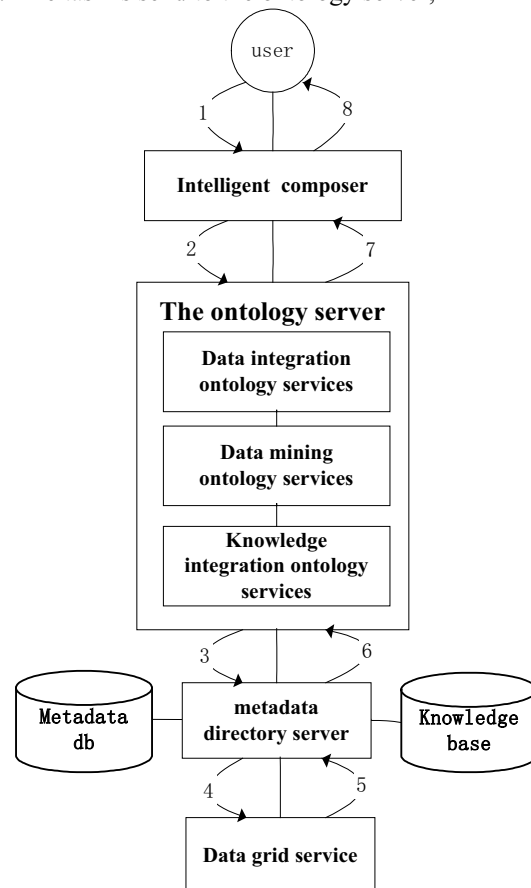 user
1
8
Intelligent composer
2
7
The ontology server
Data integration
ontology services
Data mining
ontology services
Knowledge
integration ontology
services
3
6
Metadata
db
metadata
directory server
Knowledge
base
4
5
Data grid service